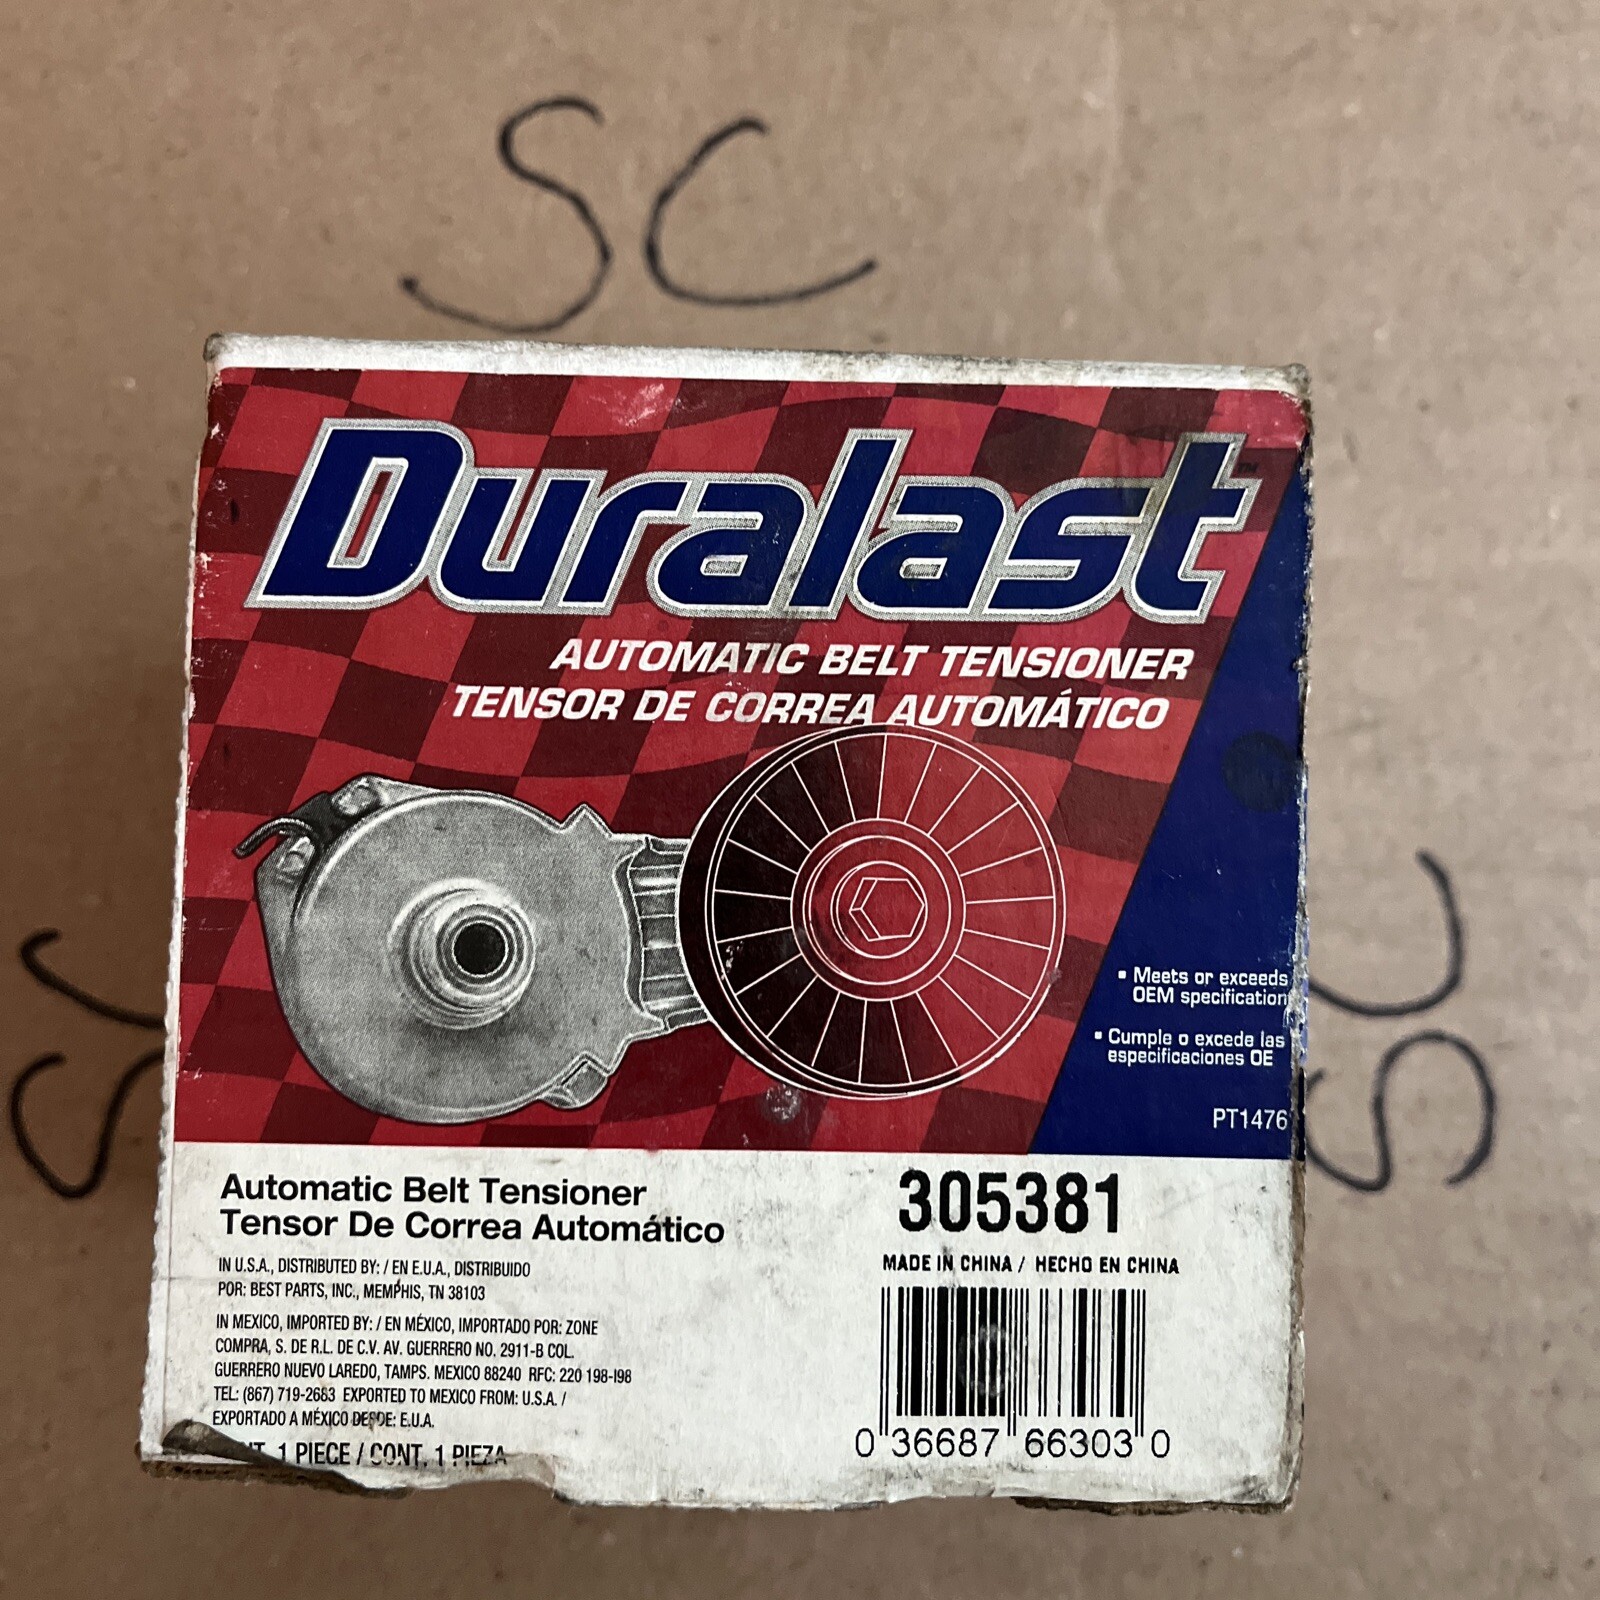 SC
Duralast™
AUTOMATIC BELT TENSIONER
TENSOR DE CORREA AUTOMÁTICO
SC
SC
▪ Meets or exceeds
OEM specification
▪ Cumple o excede las
especificaciones OE
PT1476
Automatic Belt Tensioner
Tensor De Correa Automático
305381
MADE IN CHINA / HECHO EN CHINA
IN U.S.A., DISTRIBUTED BY: / EN E.U.A., DISTRIBUIDO
POR: BEST PARTS, INC., MEMPHIS, TN 38103
IN MEXICO, IMPORTED BY: / EN MÉXICO, IMPORTADO POR: ZONE
COMPRA, S. DE R.L. DE C.V. AV. GUERRERO NO. 2911-B COL.
GUERRERO NUEVO LAREDO, TAMPS. MEXICO 88240 RFC: 220 198-I98
TEL: (867) 719-2683 EXPORTED TO MEXICO FROM: U.S.A. /
EXPORTADO A MÉXICO DESDE: E.U.A.
1 PIECE / CONT. 1 PIEZA
0 36687 66303 0